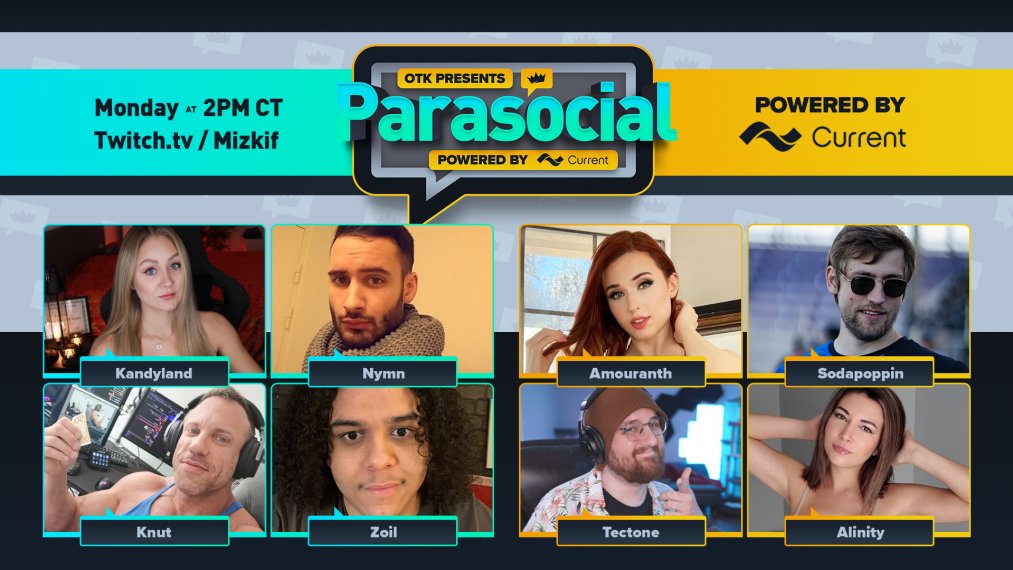 OTK PRESENTS
Parasocial
POWERED BY Current
Monday AT 2PM CT
Twitch.tv / Mizkif
POWERED BY
Current
Kandyland
Nymn
Amouranth
Sodapoppin
Knut
Zoil
Tectone
Alinity